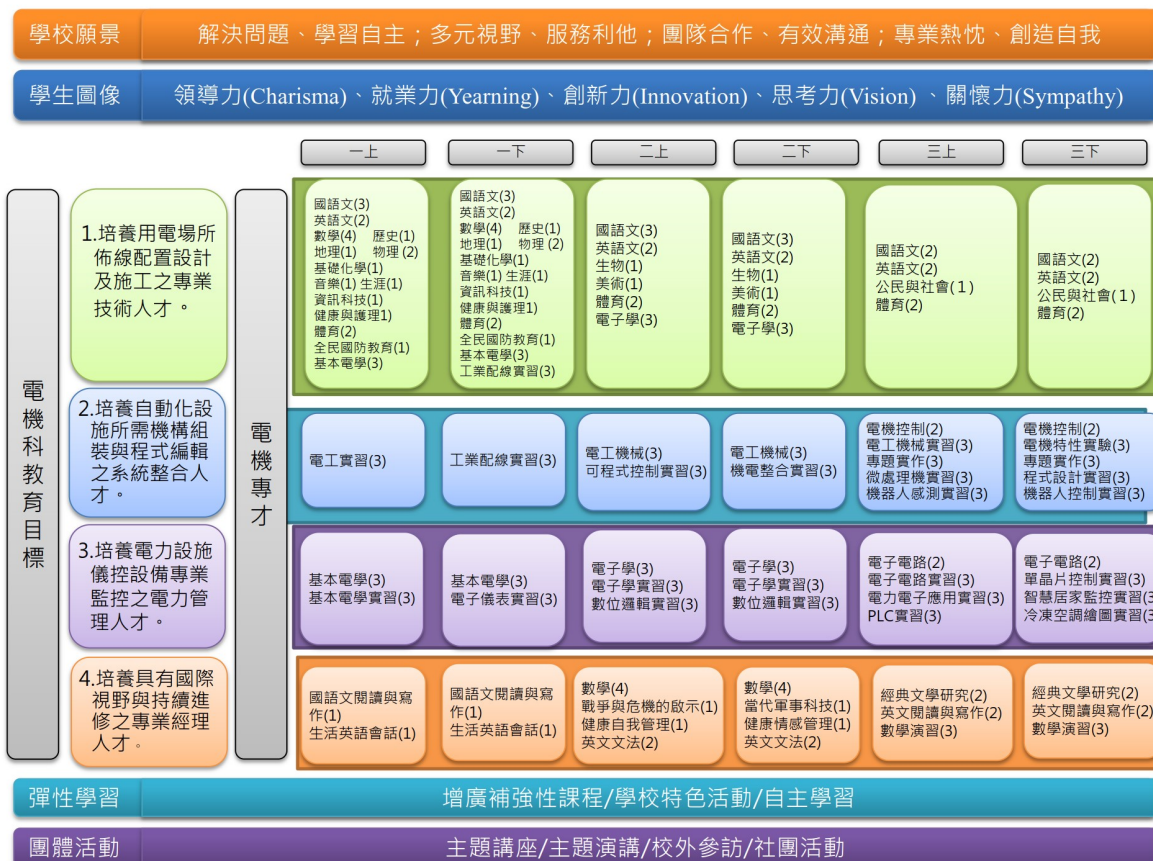 學校願景 解決問題、學習自主；多元視野、服務利他；團隊合作、有效溝通；專業熱忱、創造自我
學生圖像 領導力(Charisma)、就業力(Yearning)、創新力(Innovation)、思考力(Vision)、關懷力(Sympathy)
一上 一下 二上 二下 三上 三下
電機科教育目標
電機專才
1.培養用電場所
佈線配置設計
及施工之專業
技術人才。
國語文(3)
英語文(2)
數學(4) 歷史(1)
地理(1) 物理(2)
基礎化學(1)
音樂(1) 生涯(1)
資訊科技(1)
健康與護理1)
體育(2)
全民國防教育(1)
基本電學(3)
國語文(3)
英語文(2)
數學(4) 歷史(1)
地理(1) 物理(2)
基礎化學(1)
音樂(1) 生涯(1)
資訊科技(1)
健康與護理1)
體育(2)
全民國防教育(1)
基本電學(3)
工業配線實習(3)
國語文(3)
英語文(2)
生物(1)
美術(1)
體育(2)
電子學(3)
國語文(3)
英語文(2)
生物(1)
美術(1)
體育(2)
電子學(3)
國語文(2)
英語文(2)
公民與社會(１)
體育(2)
國語文(2)
英語文(2)
公民與社會(１)
體育(2)
2.培養自動化設
施所需機構組
裝與程式編輯
之系統整合人
才。
電工實習(3)
工業配線實習(3)
電工機械(3)
可程式控制實習(3)
電工機械(3)
機電整合實習(3)
電機控制(2)
電工機械實習(3)
專題實作(3)
微處理機實習(3)
機器人感測實習(3)
電機控制(2)
電機特性實驗(3)
專題實作(3)
程式設計實習(3)
機器人控制實習(3)
3.培養電力設施
儀控設備專業
監控之電力管
理人才。
基本電學(3)
基本電學實習(3)
基本電學(3)
電子儀表實習(3)
電子學(3)
電子學實習(3)
數位邏輯實習(3)
電子學(3)
電子學實習(3)
數位邏輯實習(3)
電子電路(2)
電子電路實習(3)
電力電子應用實習(3)
PLC實習(3)
電子電路(2)
單晶片控制實習(3)
智慧居家監控實習(3)
冷凍空調繪圖實習(3
4.培養具有國際
視野與持續進
修之專業經理
人才。
國語文閱讀與寫
作(1)
生活英語會話(1)
國語文閱讀與寫
作(1)
生活英語會話(1)
數學(4)
戰爭與危機的啟示(1)
健康自我管理(1)
英文文法(2)
數學(4)
當代軍事科技(1)
健康情感管理(1)
英文文法(2)
經典文學研究(2)
英文閱讀與寫作(2)
數學演習(3)
經典文學研究(2)
英文閱讀與寫作(2)
數學演習(3)
彈性學習 增廣補強性課程/學校特色活動/自主學習
團體活動 主題講座/主題演講/校外參訪/社團活動